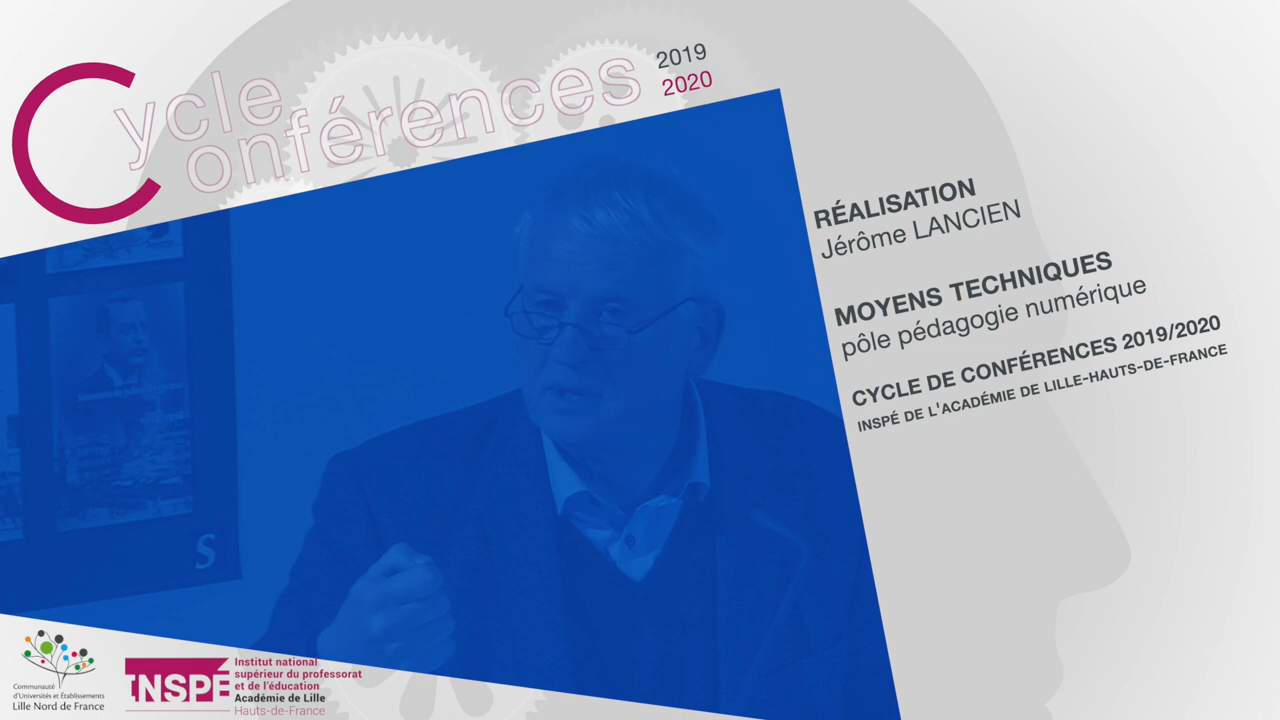 Cycle
Conférences
2019
2020
RÉALISATION
Jérôme LANCIEN
MOYENS TECHNIQUES
pôle pédagogie numérique
CYCLE DE CONFÉRENCES 2019/2020
INSPÉ DE L'ACADÉMIE DE LILLE-HAUTS-DE-FRANCE
S
Communauté
d'Universités et Établissements
Lille Nord de France
INSPÉ
Institut national
supérieur du professorat
et de l'éducation
Académie de Lille
Hauts-de-France